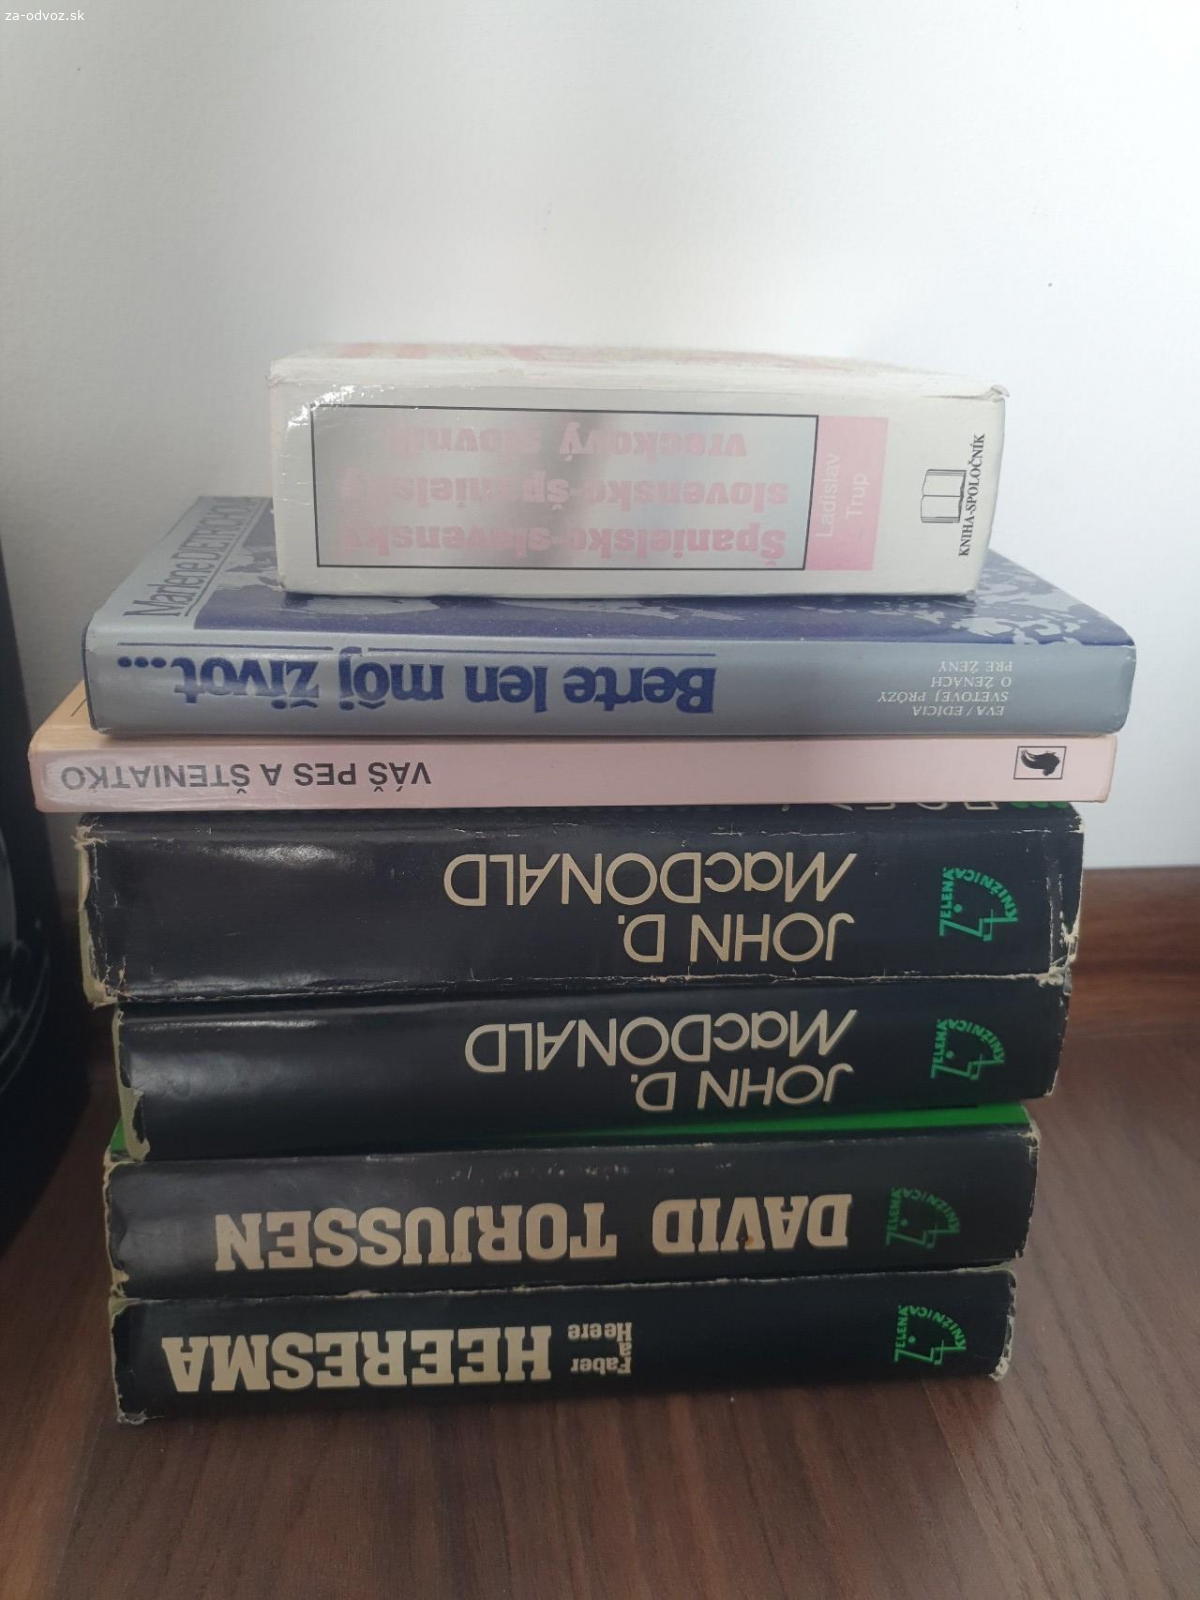 za-odvoz.sk
Ladislav
Trup
Španielsko-slovenský
slovensko-španielsky
vreckový slovník
KNIHA-SPOLOČNÍK
Marlene DIETRICHOVÁ
EVA/EDÍCIA
SVETOVEJ PRÓZY
O ŽENÁCH
PRE ŽENY
Berte len môj život...
VÁŠ PES A ŠTENIATKO
ZELENÁ
KNIŽNICA
JOHN D.
MacDONALD
ZELENÁ
KNIŽNICA
JOHN D.
MacDONALD
ZELENÁ
KNIŽNICA
DAVID TORJUSSEN
ZELENÁ
KNIŽNICA
Faber
a
Heere
HEERESMA